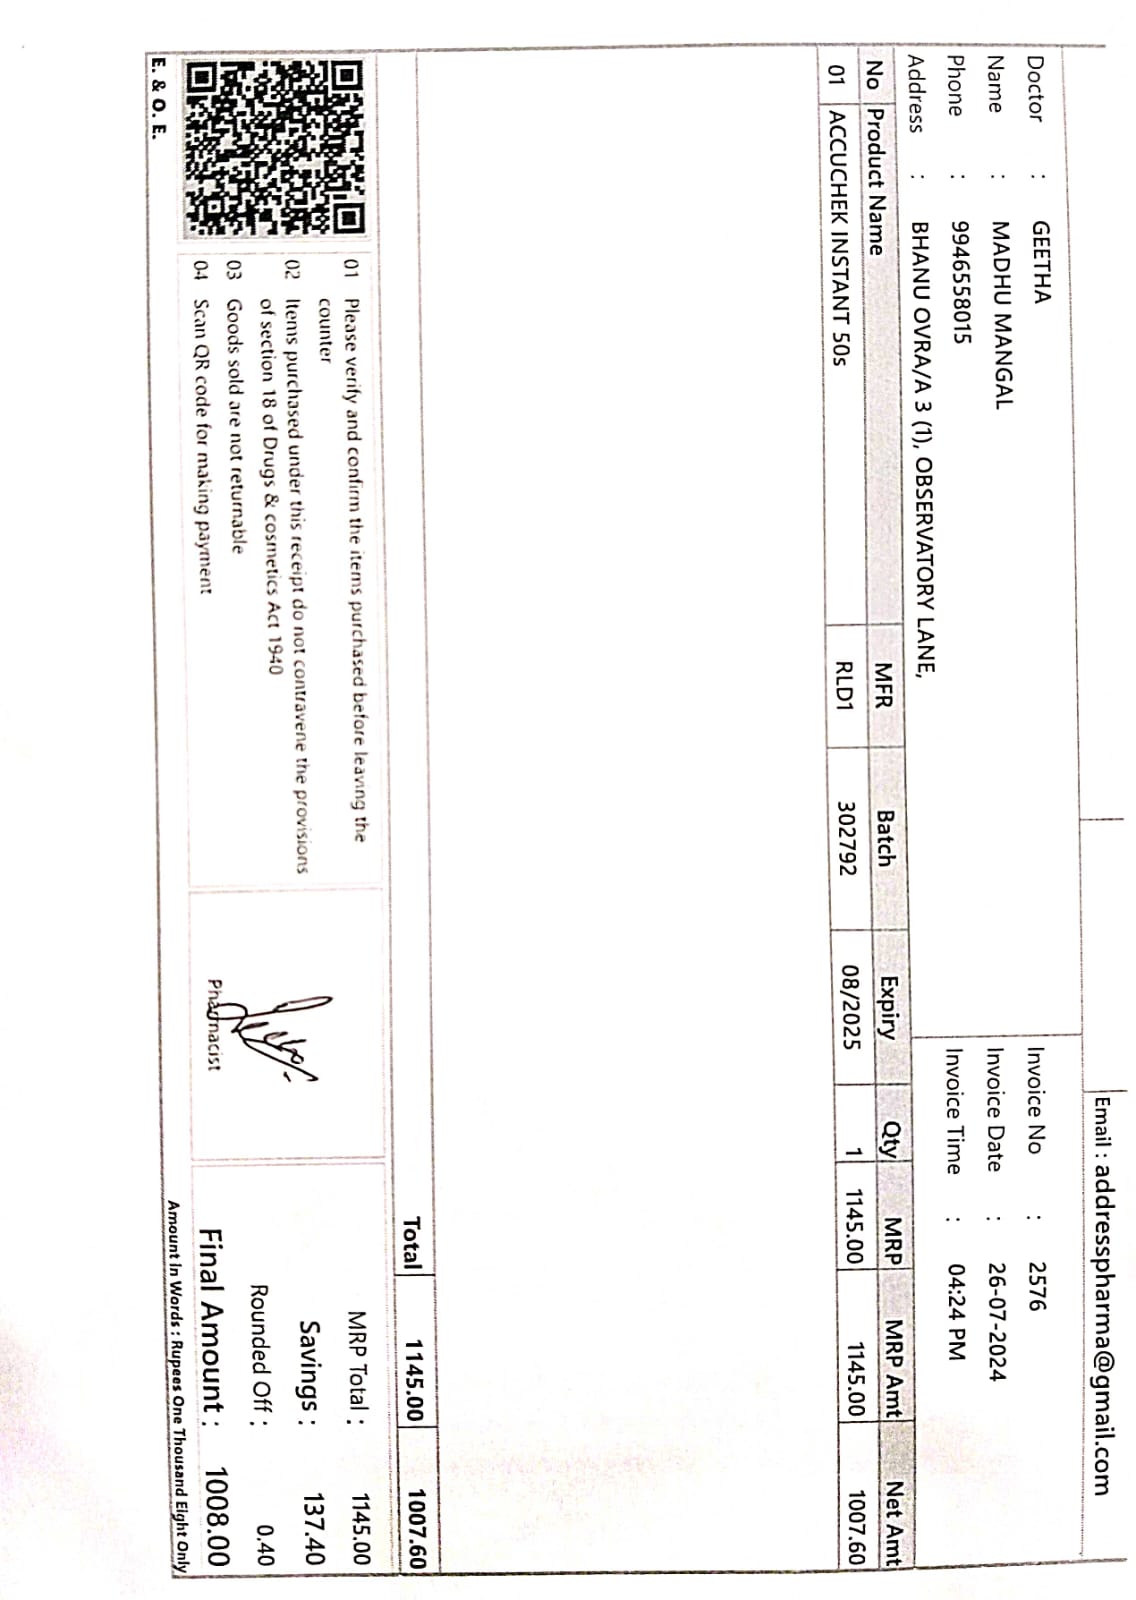 Email : addresspharma@gmail.com
Doctor : GEETHA
Name : MADHU MANGAL
Phone : 9946558015
Address : BHANU OVRA/A 3 (1), OBSERVATORY LANE,
Invoice No : 2576
Invoice Date : 26-07-2024
Invoice Time : 04:24 PM
No Product Name MFR Batch Expiry Qty MRP MRP Amt Net Amt
01 ACCUCHEK INSTANT 50s RLD1 302792 08/2025 1 1145.00 1145.00 1007.60
Total 1145.00 1007.60
01 Please verify and confirm the items purchased before leaving the
counter
02 Items purchased under this receipt do not contravene the provisions
of section 18 of Drugs & cosmetics Act 1940
03 Goods sold are not returnable
04 Scan QR code for making payment
Pharmacist
MRP Total : 1145.00
Savings : 137.40
Rounded Off : 0.40
Final Amount : 1008.00
Amount in Words : Rupees One Thousand Eight Only
E. & O. E.